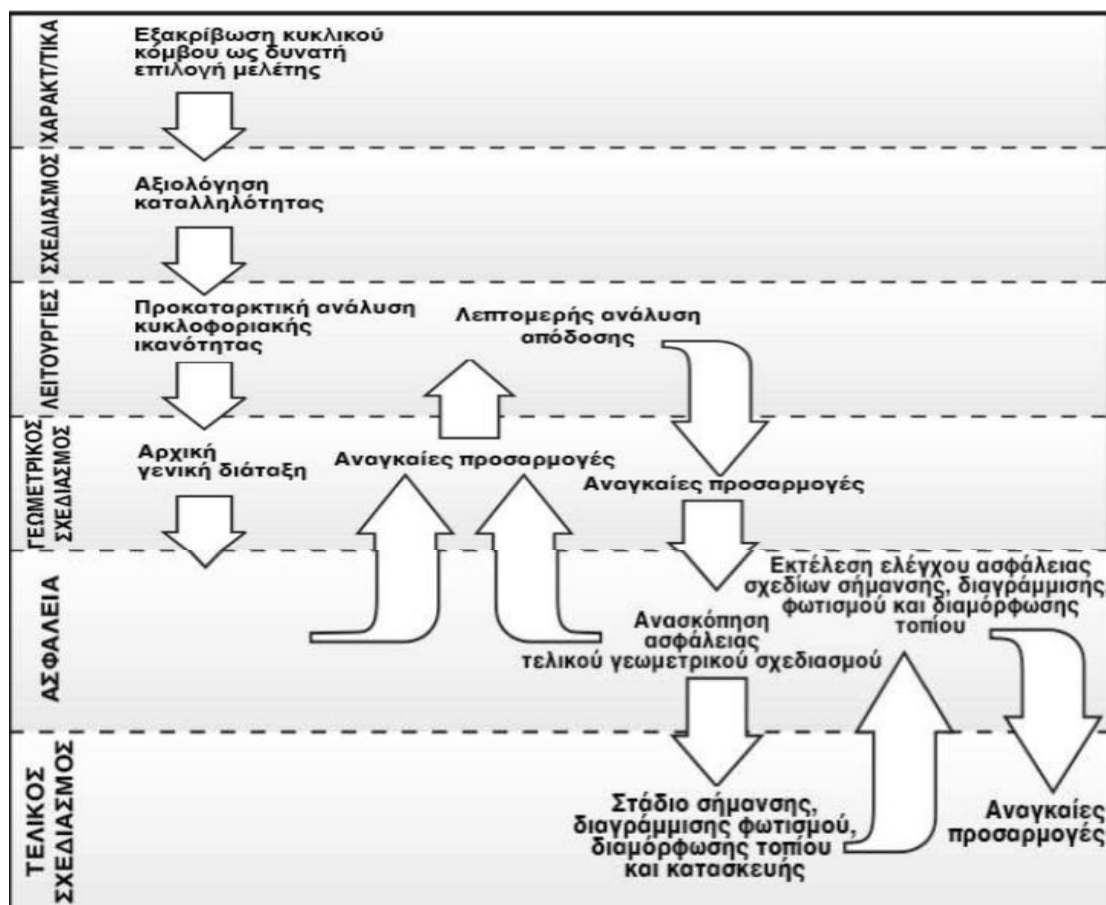 ΧΑΡΑΚΤ/ΤΙΚΑ
Εξακρίβωση κυκλικού
κόμβου ως δυνατή
επιλογή μελέτης
ΣΧΕΔΙΑΣΜΟΣ
Αξιολόγηση
καταλληλότητας
ΛΕΙΤΟΥΡΓΙΕΣ
Προκαταρκτική ανάλυση
κυκλοφοριακής
ικανότητας
Λεπτομερής ανάλυση
απόδοσης
ΓΕΩΜΕΤΡΙΚΟΣ
ΣΧΕΔΙΑΣΜΟΣ
Αρχική
γενική διάταξη
Αναγκαίες προσαρμογές
Αναγκαίες προσαρμογές
ΑΣΦΑΛΕΙΑ
Ανασκόπηση
ασφάλειας
τελικού γεωμετρικού σχεδιασμού
Εκτέλεση ελέγχου ασφάλειας
σχεδίων σήμανσης, διαγράμμισης,
φωτισμού και διαμόρφωσης
τοπίου
ΤΕΛΙΚΟΣ
ΣΧΕΔΙΑΣΜΟΣ
Στάδιο σήμανσης,
διαγράμμισης φωτισμού,
διαμόρφωσης τοπίου
και κατασκευής
Αναγκαίες
προσαρμογές